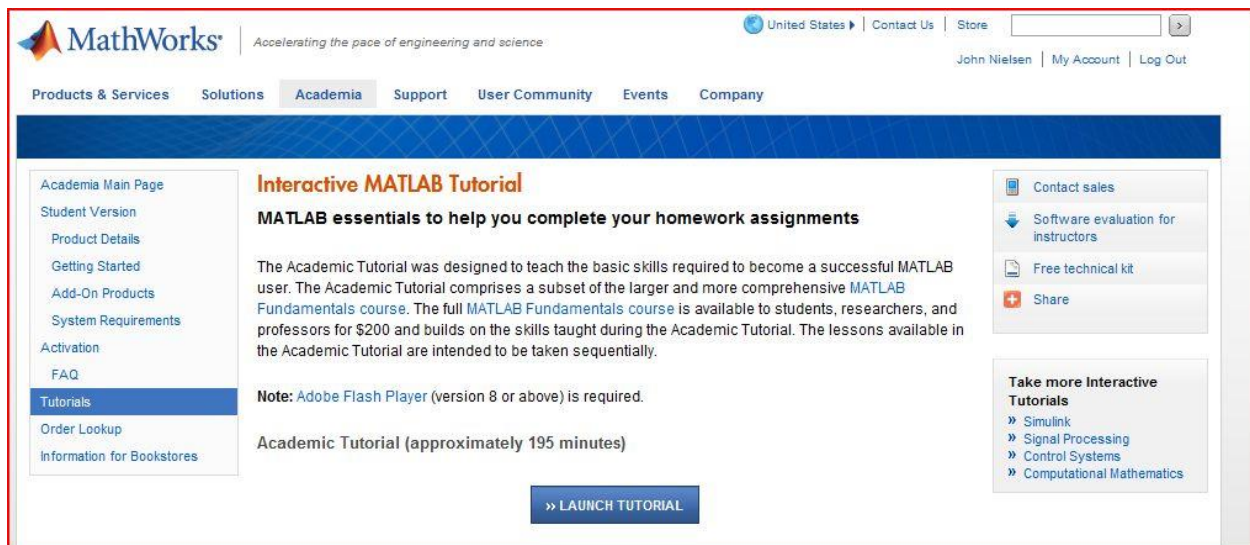 MathWorks®
Accelerating the pace of engineering and science
United States | Contact Us | Store
John Nielsen | My Account | Log Out
Products & Services Solutions Academia Support User Community Events Company
Academia Main Page
Student Version
Product Details
Getting Started
Add-On Products
System Requirements
Activation
FAQ
Tutorials
Order Lookup
Information for Bookstores
Interactive MATLAB Tutorial
MATLAB essentials to help you complete your homework assignments
The Academic Tutorial was designed to teach the basic skills required to become a successful MATLAB
user. The Academic Tutorial comprises a subset of the larger and more comprehensive MATLAB
Fundamentals course. The full MATLAB Fundamentals course is available to students, researchers, and
professors for $200 and builds on the skills taught during the Academic Tutorial. The lessons available in
the Academic Tutorial are intended to be taken sequentially.
Note: Adobe Flash Player (version 8 or above) is required.
Academic Tutorial (approximately 195 minutes)
» LAUNCH TUTORIAL
Contact sales
Software evaluation for
instructors
Free technical kit
Share
Take more Interactive
Tutorials
» Simulink
» Signal Processing
» Control Systems
» Computational Mathematics